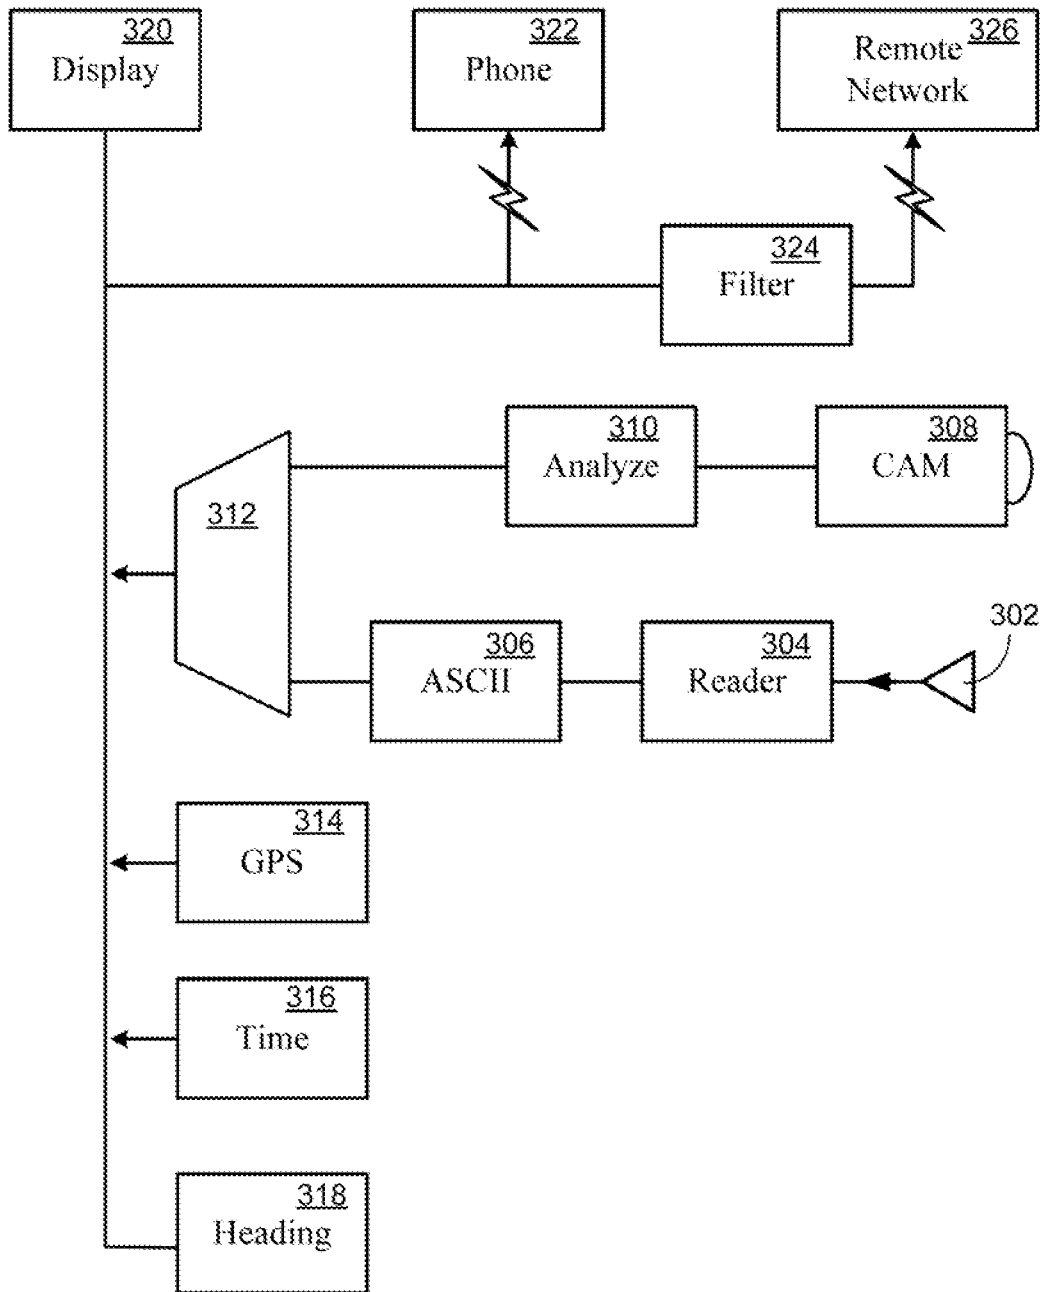 320
Display
322
Phone
326
Remote
Network
324
Filter
310
Analyze
308
CAM
312
302
306
ASCII
304
Reader
314
GPS
316
Time
318
Heading